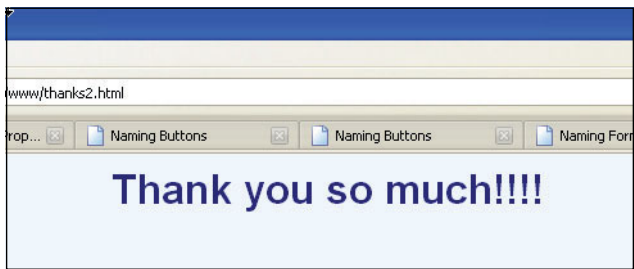 www/thanks2.html
Prop... Naming Buttons Naming Buttons Naming For
Thank you so much!!!!